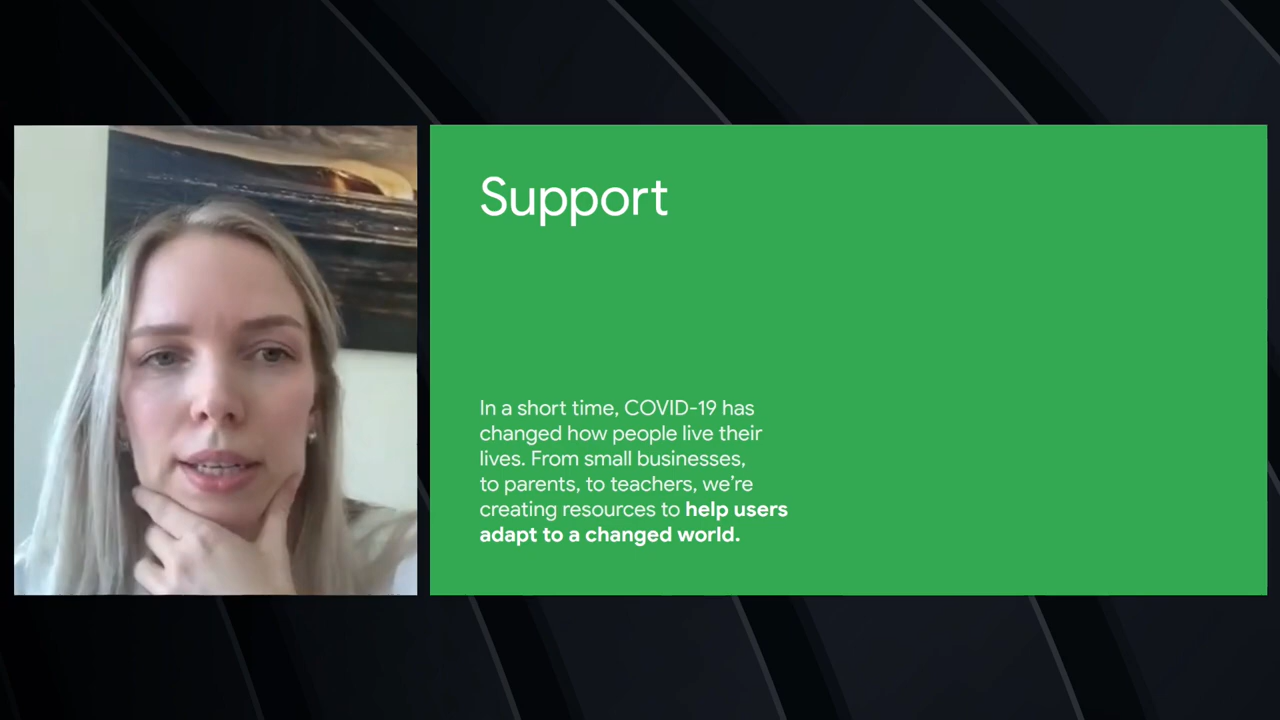 Support
In a short time, COVID-19 has
changed how people live their
lives. From small businesses,
to parents, to teachers, we’re
creating resources to help users
adapt to a changed world.